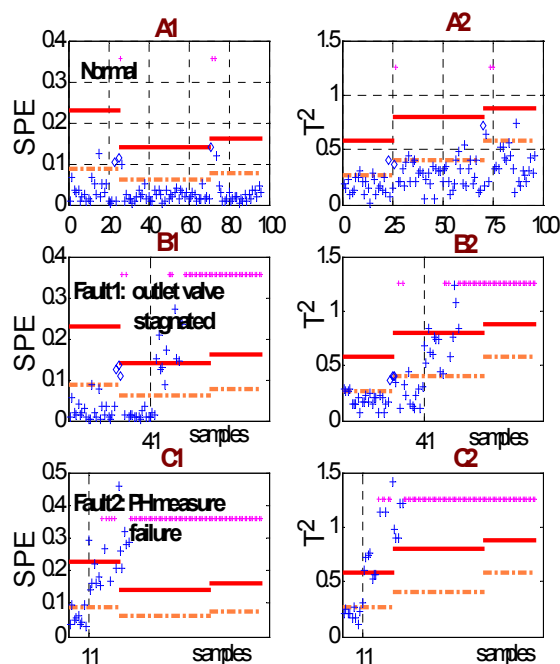 A1
0.4
0.3
0.2
0.1
0
SPE
Normal
0 20 40 60 80 100
A2
2
1.5
1
0.5
0
T2
0 25 50 75 100
B1
0.4
0.3
0.2
0.1
0
SPE
Fault1: outlet valve
stagnated
41 samples
B2
1.5
1
0.5
0
T2
41 samples
C1
0.5
0.4
0.3
0.2
0.1
0
SPE
Fault2: PH measure
failure
11 samples
C2
1.5
1
0.5
0
T2
11 samples